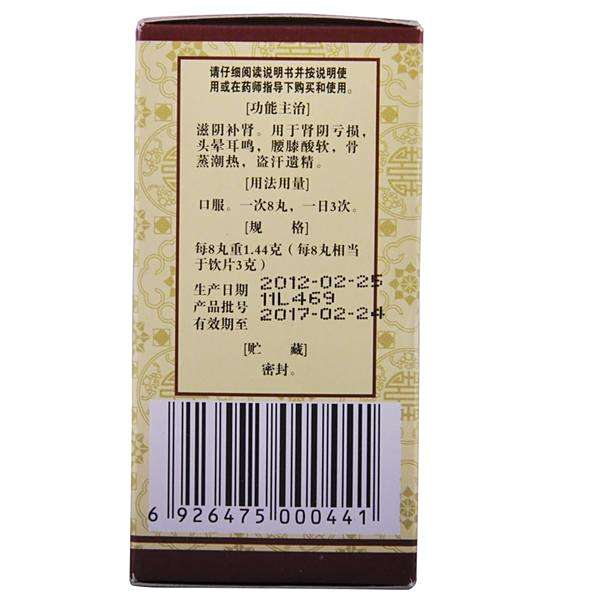 请仔细阅读说明书并按说明使
用或在药师指导下购买和使用。
[功能主治]
滋阴补肾。用于肾阴亏损，
头晕耳鸣，腰膝酸软，骨
蒸潮热，盗汗遗精。
[用法用量]
口服。一次8丸，一日3次。
[规 格]
每8丸重1.44克（每8丸相当
于饮片3克）
生产日期 2012-02-25
产品批号 11L469
有效期至 2017-02-24
[贮 藏]
密封。
6 926475 000441